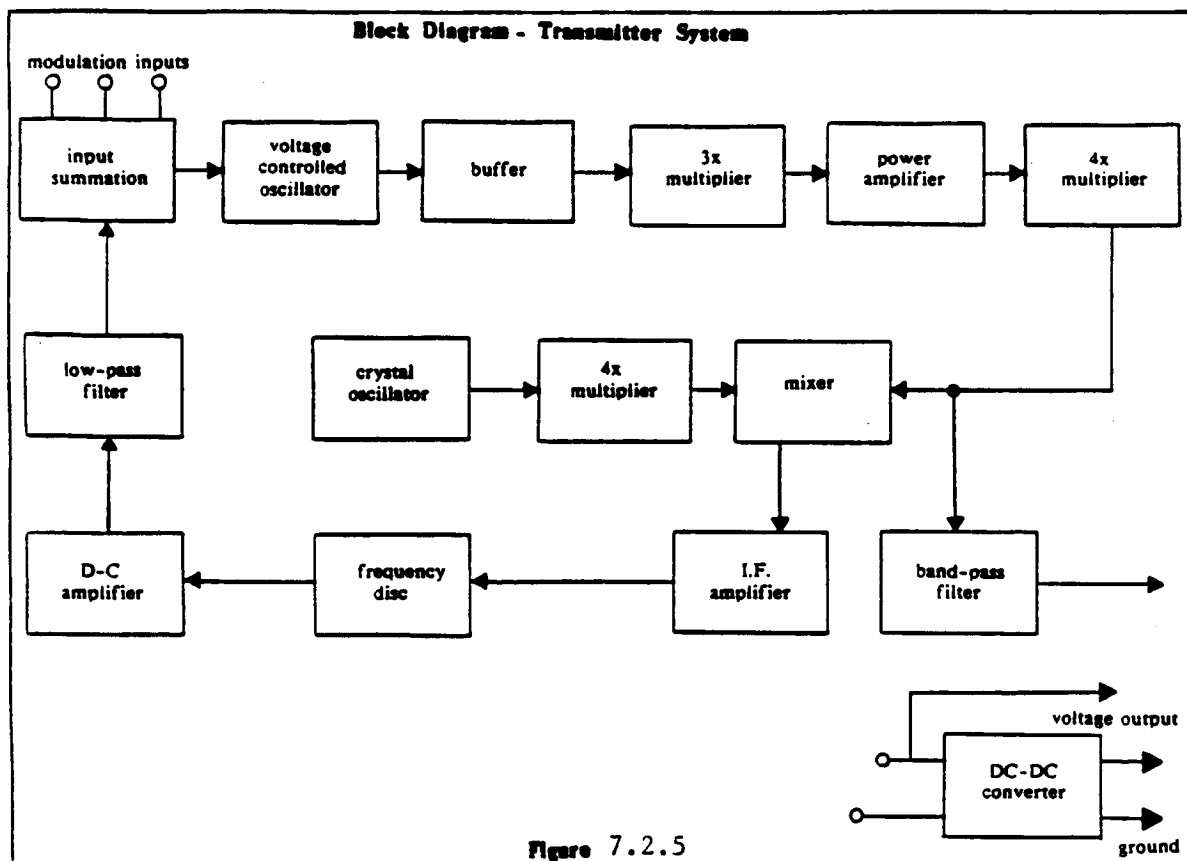 Block Diagram - Transmitter System
modulation inputs
input
summation
voltage
controlled
oscillator
buffer
3x
multiplier
power
amplifier
4x
multiplier
low-pass
filter
crystal
oscillator
4x
multiplier
mixer
D-C
amplifier
frequency
disc
I.F.
amplifier
band-pass
filter
voltage output
DC-DC
converter
ground
Figure 7.2.5